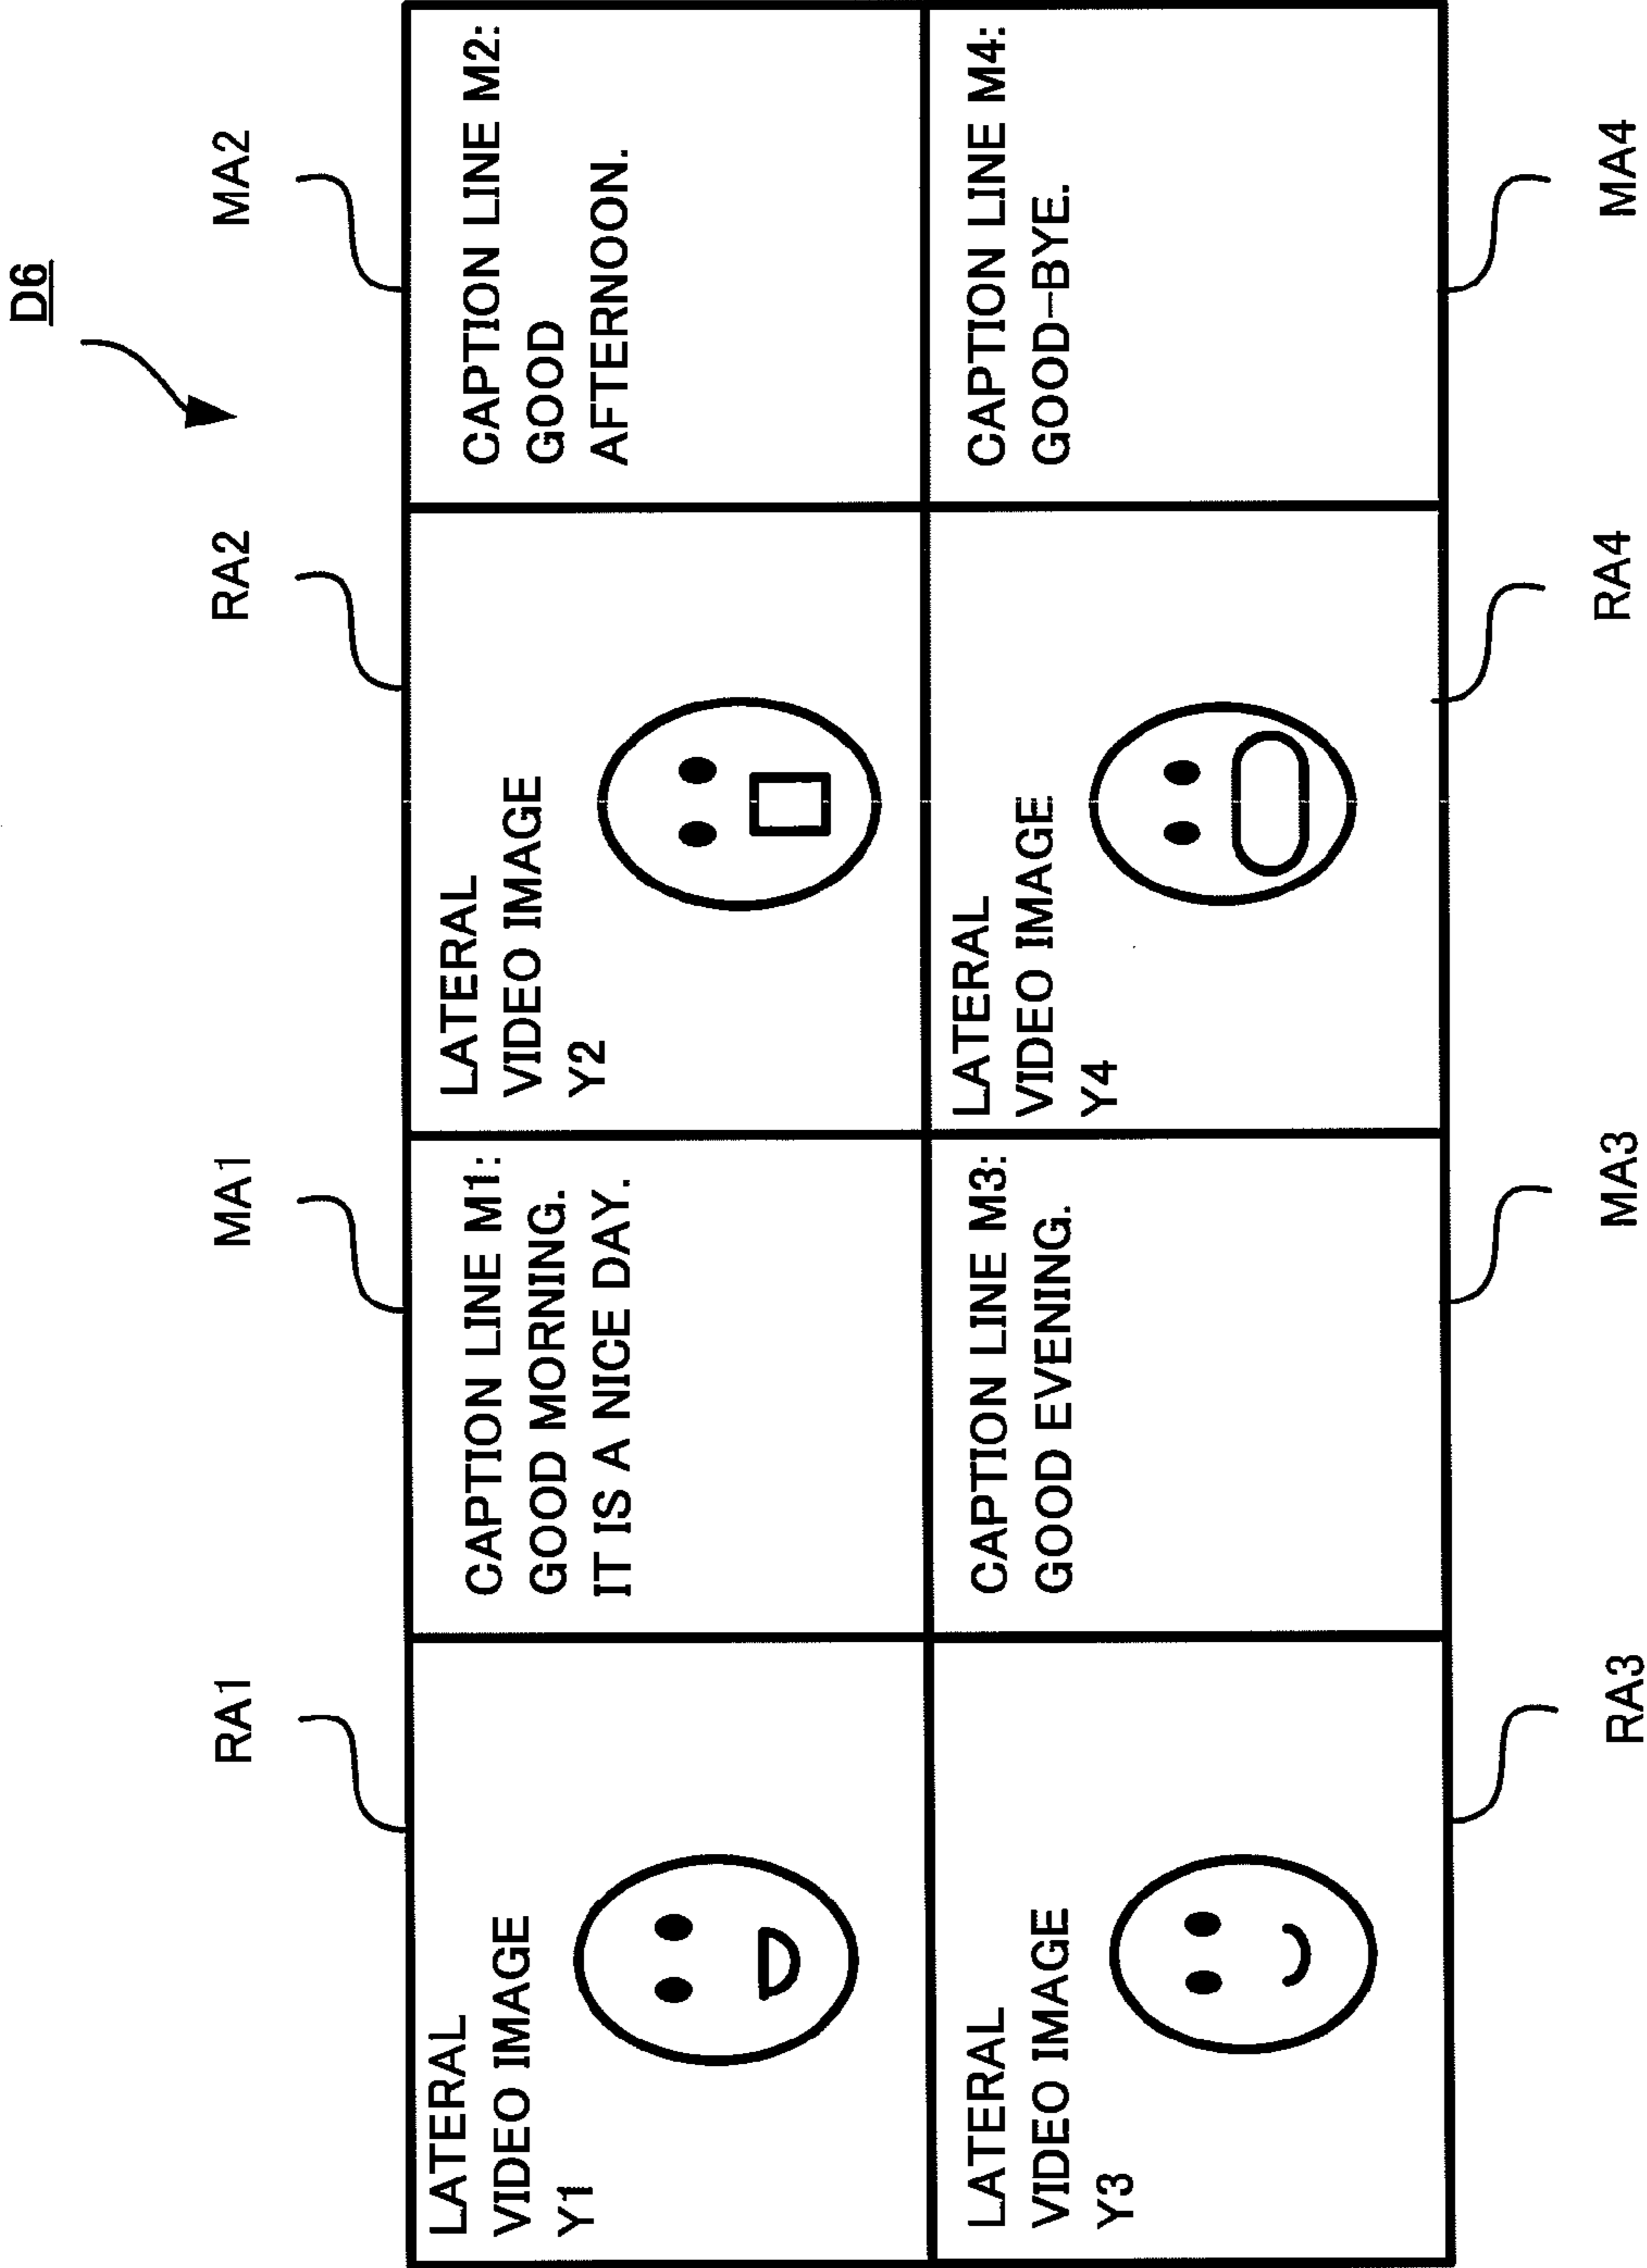 D6
RA1
MA1
RA2
MA2
LATERAL
VIDEO IMAGE
Y1
CAPTION LINE M1:
GOOD MORNING.
IT IS A NICE DAY.
LATERAL
VIDEO IMAGE
Y2
CAPTION LINE M2:
GOOD
AFTERNOON.
LATERAL
VIDEO IMAGE
Y3
CAPTION LINE M3:
GOOD EVENING.
LATERAL
VIDEO IMAGE
Y4
CAPTION LINE M4:
GOOD-BYE.
RA3
MA3
RA4
MA4